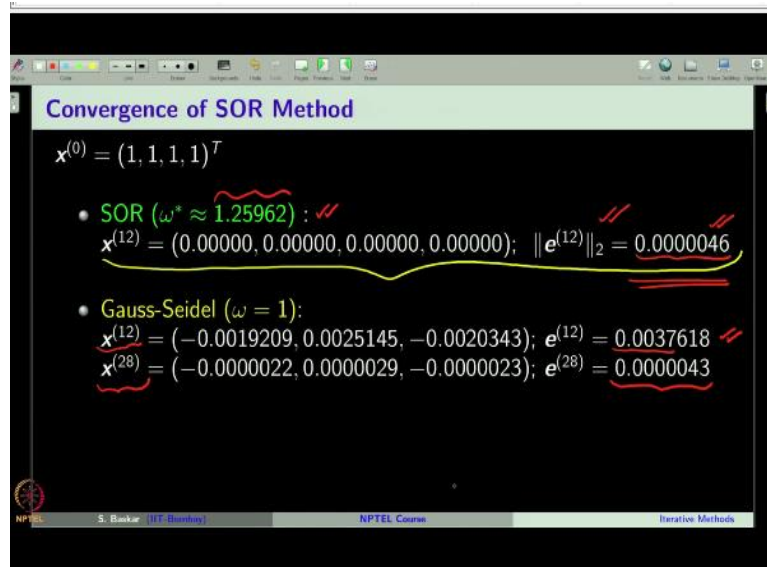 Convergence of SOR Method
x^(0) = (1, 1, 1, 1)^T
• SOR (ω* ≈ 1.25962) :
x^(12) = (0.00000, 0.00000, 0.00000, 0.00000); ‖e^(12)‖₂ = 0.0000046
• Gauss-Seidel (ω = 1):
x^(12) = (−0.0019209, 0.0025145, −0.0020343); e^(12) = 0.0037618
x^(28) = (−0.0000022, 0.0000029, −0.0000023); e^(28) = 0.0000043
NPTEL S. Baskar (IIT-Bombay) NPTEL Course Iterative Methods